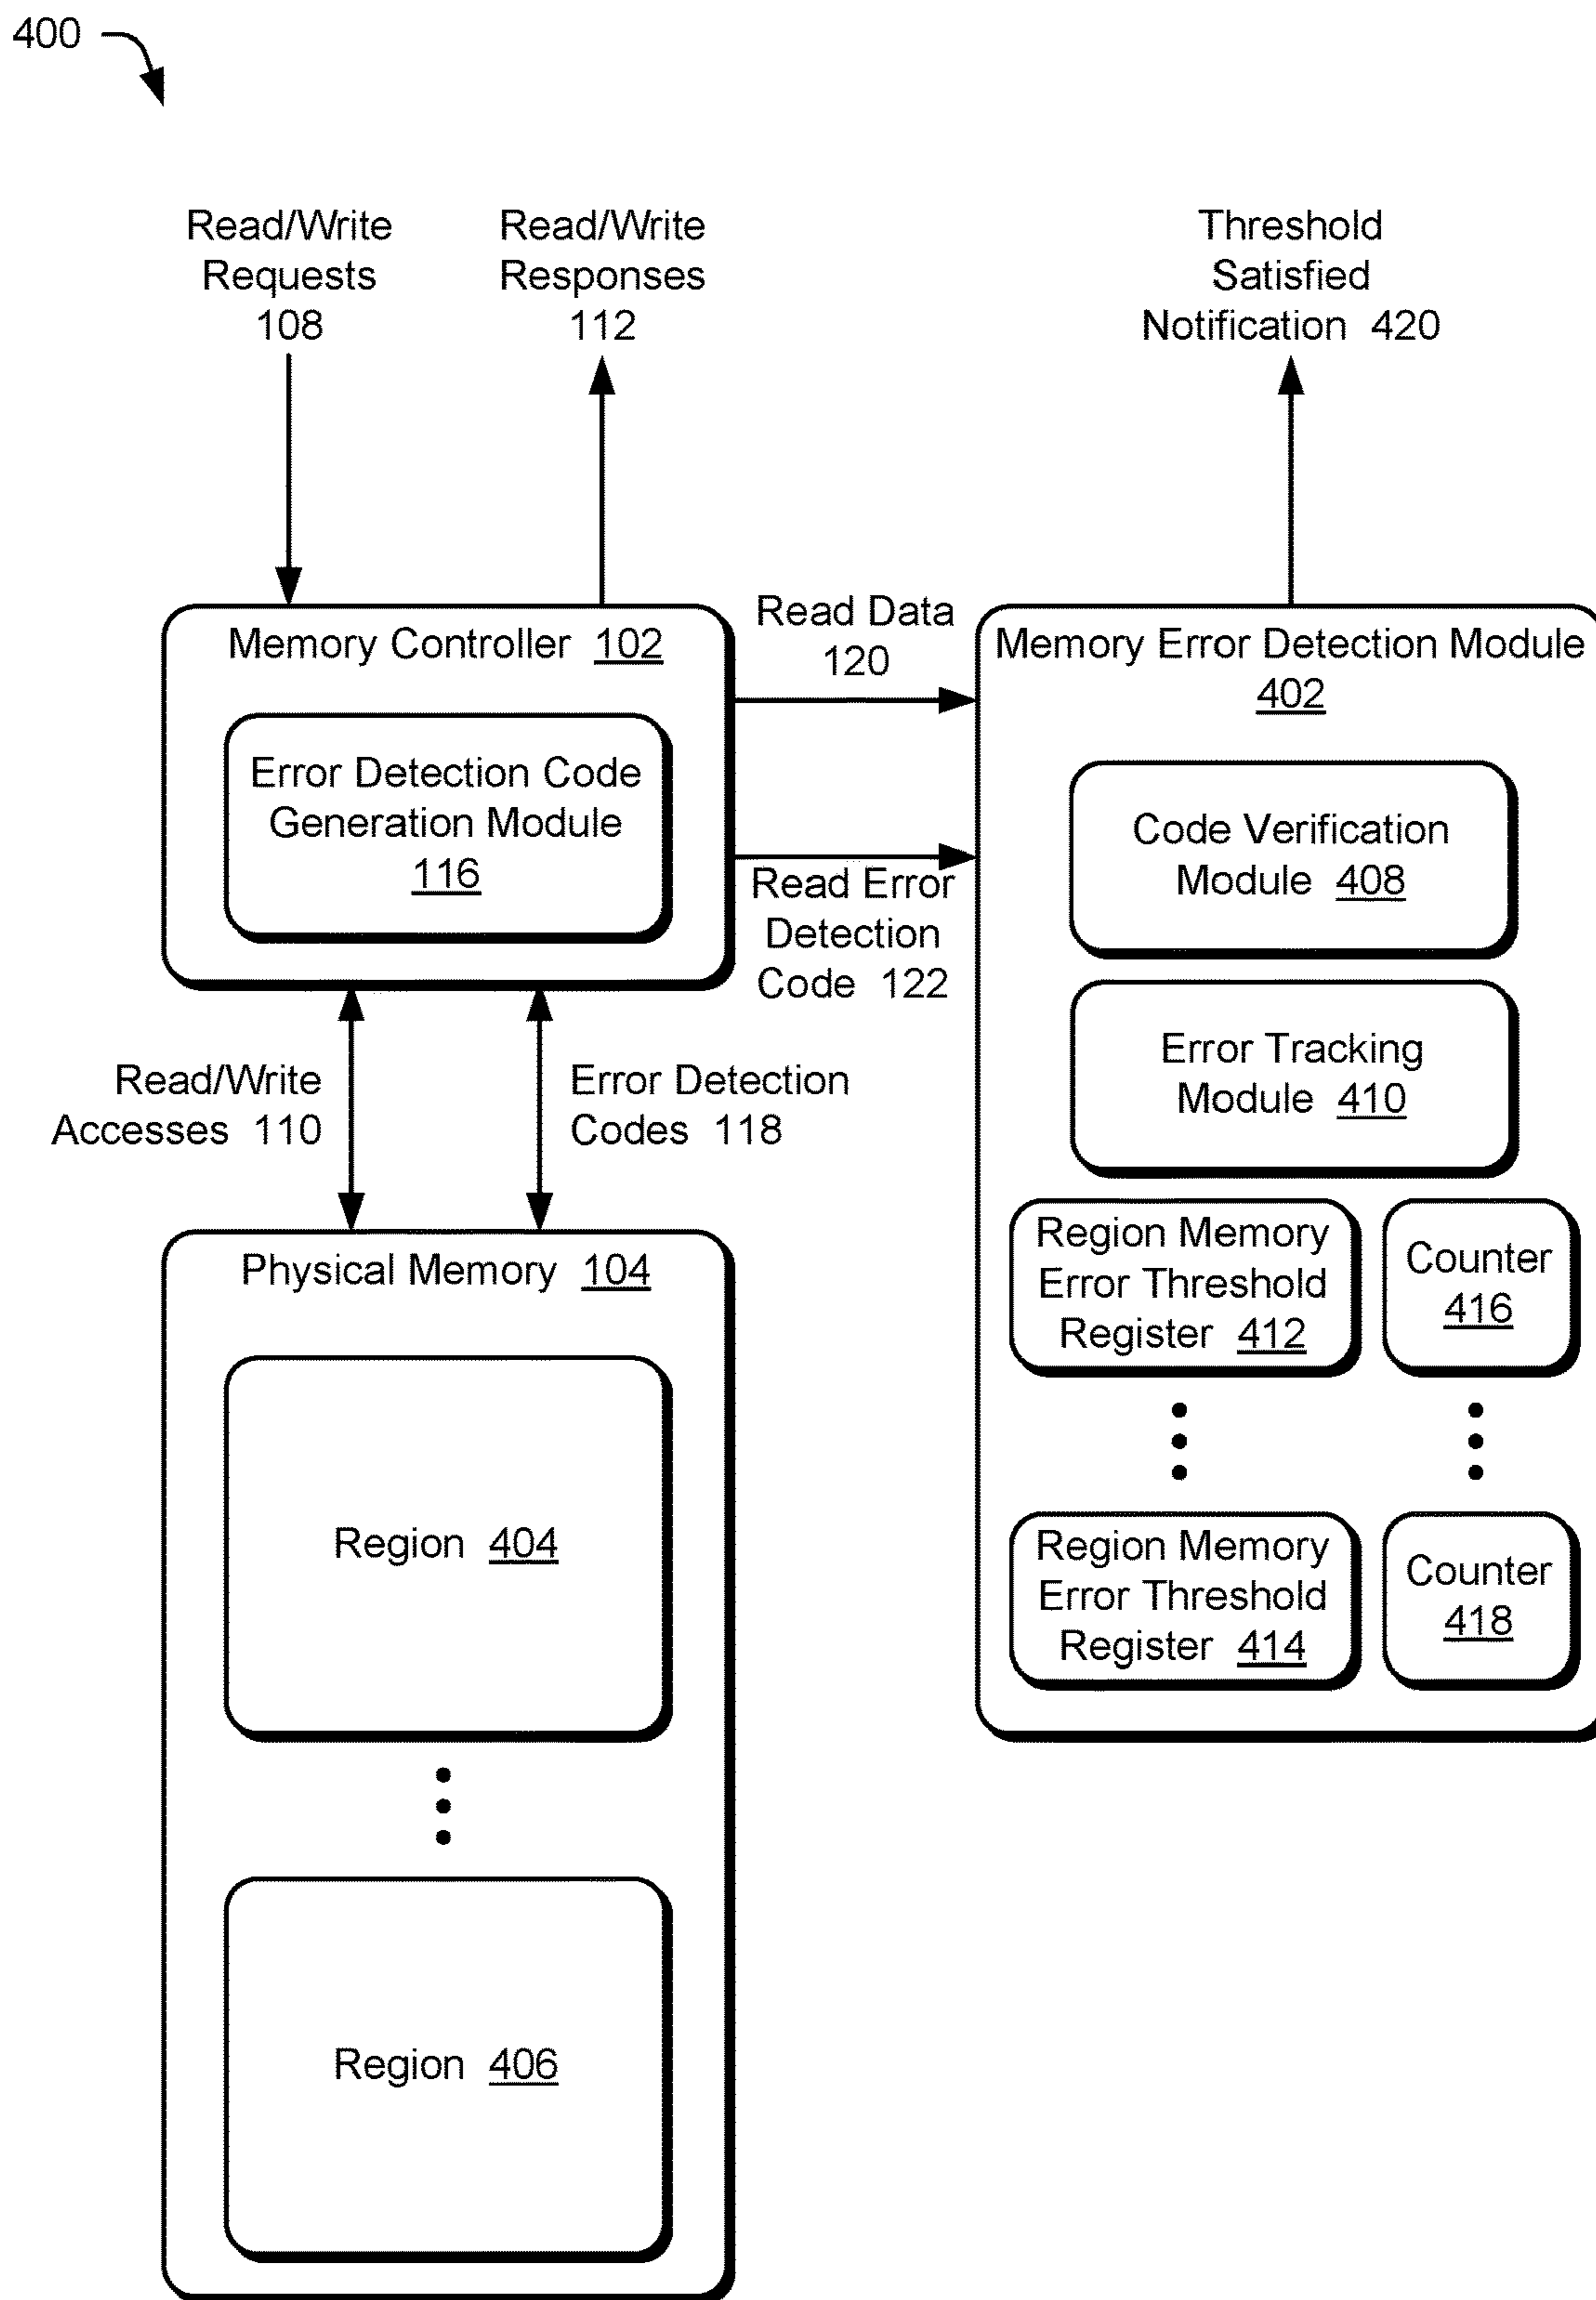 400
Read/Write
Requests
108
Read/Write
Responses
112
Threshold
Satisfied
Notification 420
Memory Controller 102
Error Detection Code
Generation Module
116
Read Data
120
Read Error
Detection
Code 122
Memory Error Detection Module
402
Code Verification
Module 408
Error Tracking
Module 410
Region Memory
Error Threshold
Register 412
Counter
416
Region Memory
Error Threshold
Register 414
Counter
418
Read/Write
Accesses 110
Error Detection
Codes 118
Physical Memory 104
Region 404
Region 406